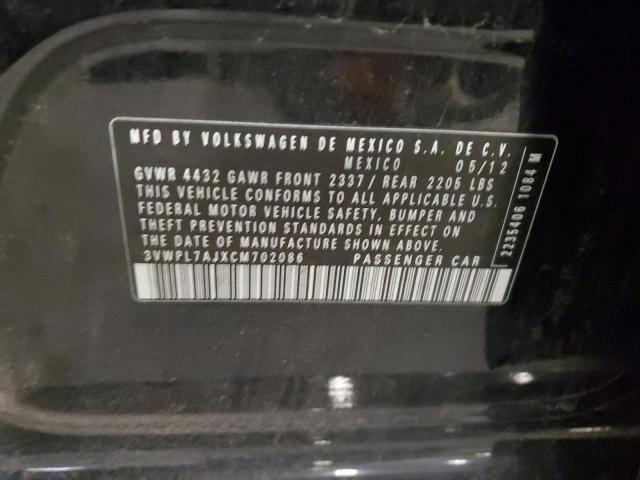 MFD BY VOLKSWAGEN DE MEXICO S.A. DE C.V.
MEXICO 05/12
GVWR 4432 GAWR FRONT 2337/ REAR 2205 LBS
THIS VEHICLE CONFORMS TO ALL APPLICABLE U.S.
FEDERAL MOTOR VEHICLE SAFETY, BUMPER AND
THEFT PREVENTION STANDARDS IN EFFECT ON
THE DATE OF MANUFACTURE SHOWN ABOVE.
3VWPL7AJXCM702086 PASSENGER CAR
2235406 1084 M